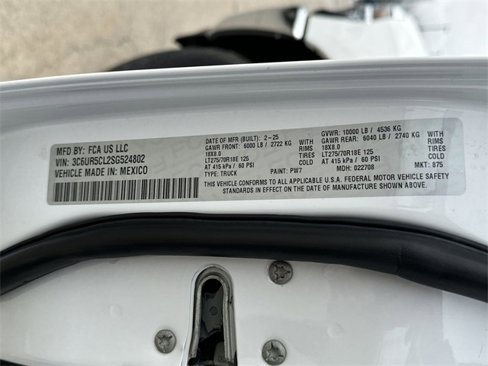 MFD BY: FCA US LLC
VIN: 3C6UR5CL2SG524802
VEHICLE MADE IN: MEXICO
DATE OF MFR (BUILT): 2-25
GAWR FRONT: 6000 LB / 2722 KG
18X8.0 RIMS
LT275/70R18E 125 TIRES
AT 415 kPa / 60 PSI
TYPE: TRUCK PAINT: PW7
GVWR: 10000 LB / 4536 KG
GAWR REAR: 6040 LB / 2740 KG
WITH 18X8.0 RIMS
LT275/70R18E 125 TIRES
AT 415 kPa / 60 PSI COLD
MDH: 022708 MKT: 875
THIS VEHICLE CONFORMS TO ALL APPLICABLE U.S.A. FEDERAL MOTOR VEHICLE SAFETY
STANDARDS IN EFFECT ON THE DATE OF MANUFACTURE SHOWN ABOVE.